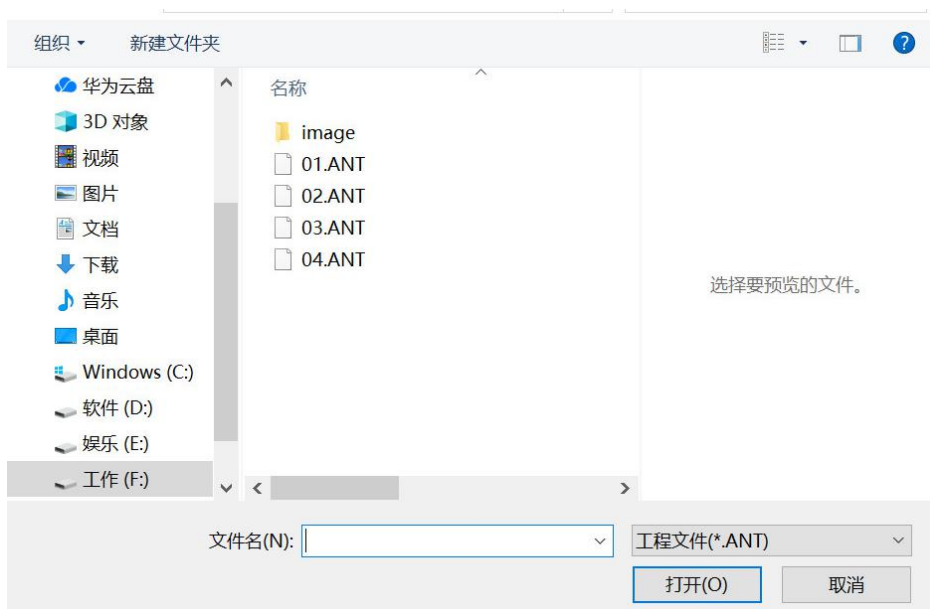 组织 新建文件夹 ?
华为云盘
3D 对象
视频
图片
文档
下载
音乐
桌面
Windows (C:)
软件 (D:)
娱乐 (E:)
工作 (F:)
名称
image
01.ANT
02.ANT
03.ANT
04.ANT
选择要预览的文件。
文件名(N):
工程文件(*.ANT)
打开(O) 取消